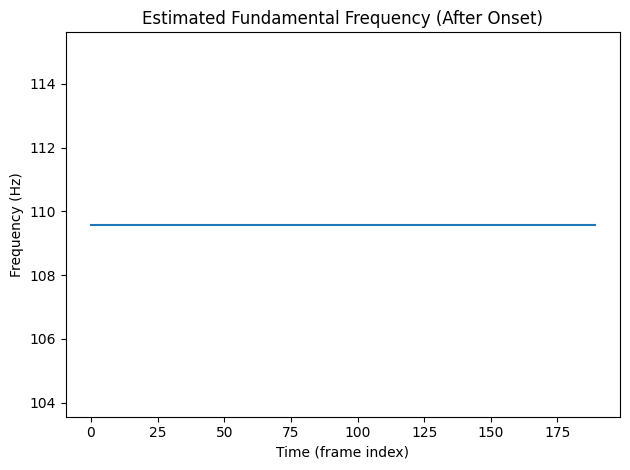 Estimated Fundamental Frequency (After Onset)
114
112
110
108
106
104
Frequency (Hz)
0 25 50 75 100 125 150 175
Time (frame index)